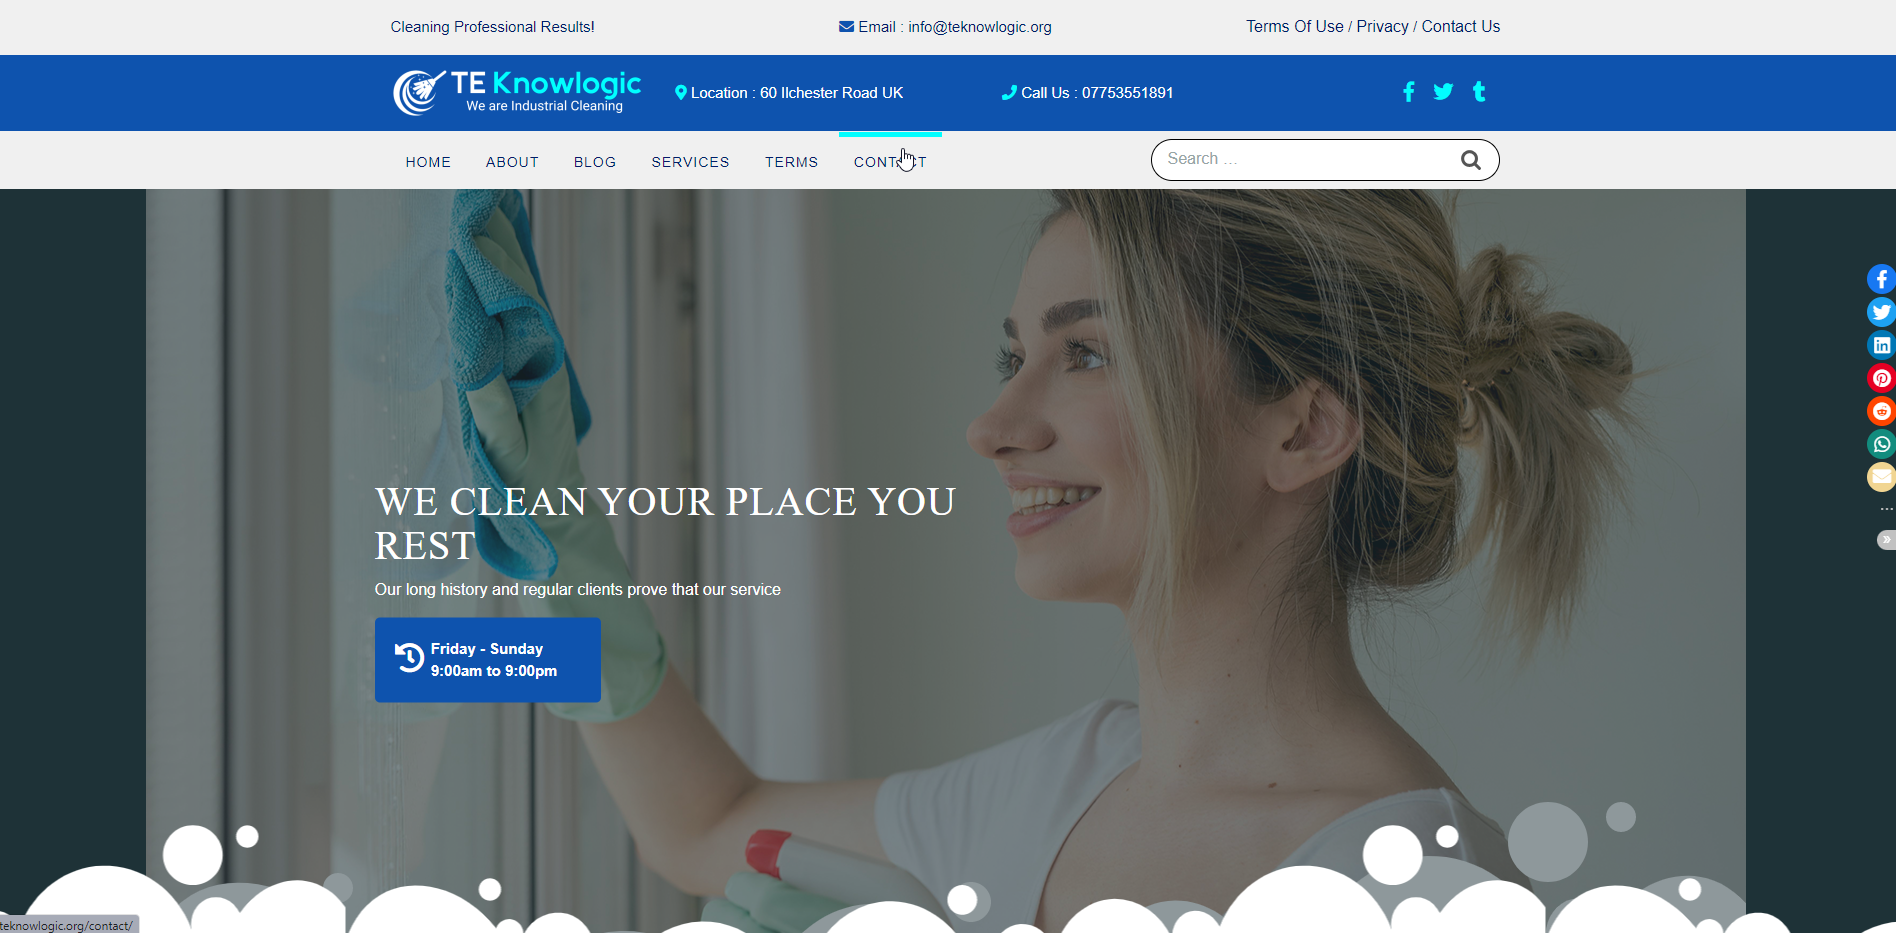 Cleaning Professional Results!
Email : info@teknowlogic.org
Terms Of Use / Privacy / Contact Us
TE Knowlogic
We are Industrial Cleaning
Location : 60 Ilchester Road UK
Call Us : 07753551891
HOME
ABOUT
BLOG
SERVICES
TERMS
CONTACT
Search ...
WE CLEAN YOUR PLACE YOU
REST
Our long history and regular clients prove that our service
Friday - Sunday
9:00am to 9:00pm
teknowlogic.org/contact/